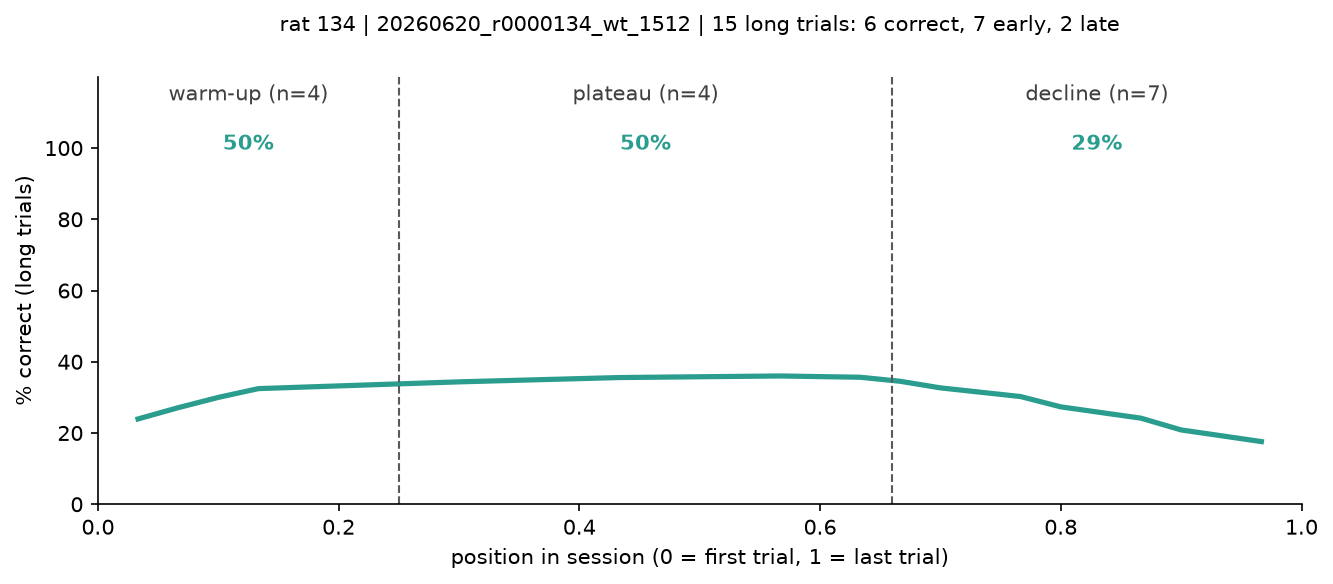 rat 134 | 20260620_r0000134_wt_1512 | 15 long trials: 6 correct, 7 early, 2 late
warm-up (n=4)
plateau (n=4)
decline (n=7)
50%
50%
29%
% correct (long trials)
100
80
60
40
20
0
0.0
0.2
0.4
0.6
0.8
1.0
position in session (0 = first trial, 1 = last trial)